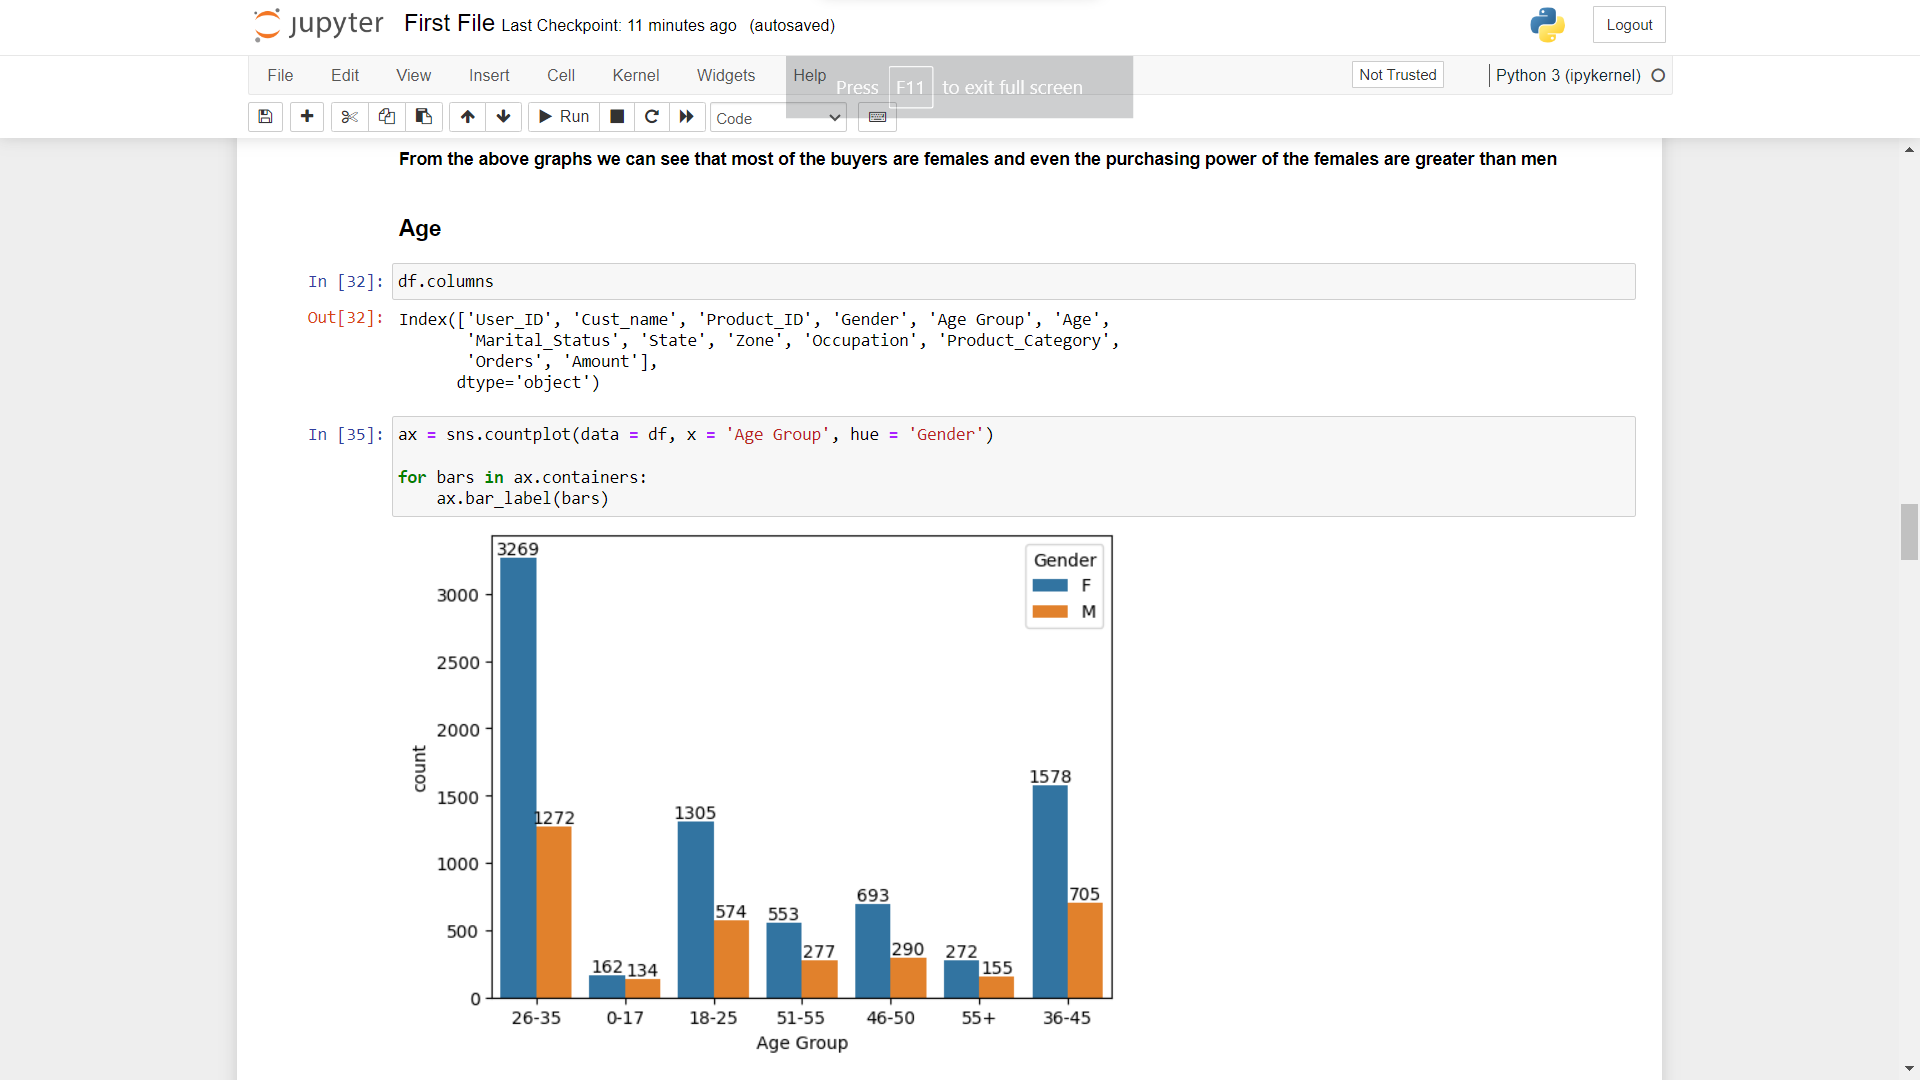 jupyter First File Last Checkpoint: 11 minutes ago (autosaved)
Logout
File Edit View Insert Cell Kernel Widgets Help
Press F11 to exit full screen
Not Trusted
Python 3 (ipykernel)
Run
Code
From the above graphs we can see that most of the buyers are females and even the purchasing power of the females are greater than men
Age
In [32]: df.columns
Out[32]: Index(['User_ID', 'Cust_name', 'Product_ID', 'Gender', 'Age Group', 'Age',
'Marital_Status', 'State', 'Zone', 'Occupation', 'Product_Category',
'Orders', 'Amount'],
dtype='object')
In [35]: ax = sns.countplot(data = df, x = 'Age Group', hue = 'Gender')
for bars in ax.containers:
ax.bar_label(bars)
3269
Gender
F
M
3000
2500
2000
1500
1000
500
0
count
1272
162
134
1305
574
553
277
693
290
272
155
1578
705
26-35 0-17 18-25 51-55 46-50 55+ 36-45
Age Group